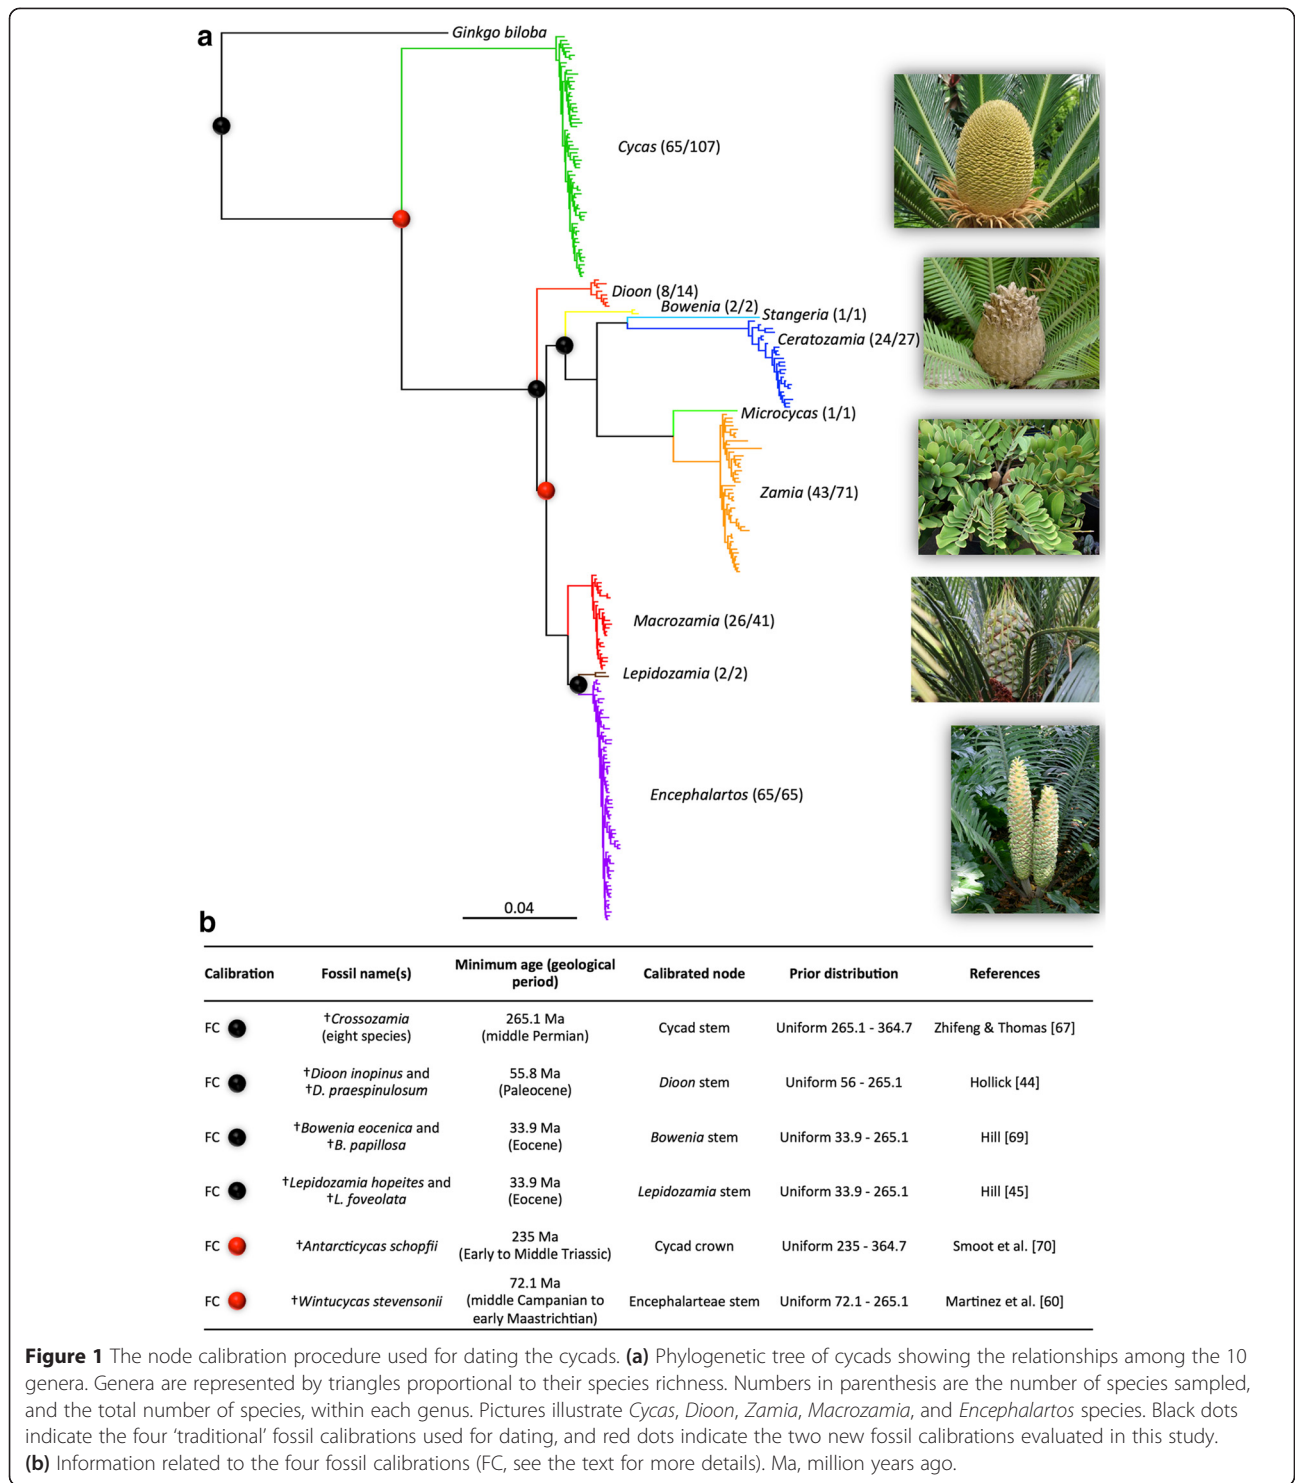 a
Ginkgo biloba
Cycas (65/107)
Dioon (8/14)
Bowenia (2/2)
Stangeria (1/1)
Ceratozamia (24/27)
Microcycas (1/1)
Zamia (43/71)
Macrozamia (26/41)
Lepidozamia (2/2)
Encephalartos (65/65)
0.04
b
Calibration Fossil name(s) Minimum age (geological period) Calibrated node Prior distribution References
FC †Crossozamia (eight species) 265.1 Ma (middle Permian) Cycad stem Uniform 265.1 - 364.7 Zhifeng & Thomas [67]
FC †Dioon inopinus and †D. praespinulosum 55.8 Ma (Paleocene) Dioon stem Uniform 56 - 265.1 Hollick [44]
FC †Bowenia eocenica and †B. papillosa 33.9 Ma (Eocene) Bowenia stem Uniform 33.9 - 265.1 Hill [69]
FC †Lepidozamia hopeites and †L. foveolata 33.9 Ma (Eocene) Lepidozamia stem Uniform 33.9 - 265.1 Hill [45]
FC †Antarcticycas schopfii 235 Ma (Early to Middle Triassic) Cycad crown Uniform 235 - 364.7 Smoot et al. [70]
FC †Wintucycas stevensonii 72.1 Ma (middle Campanian to early Maastrichtian) Encephalarteae stem Uniform 72.1 - 265.1 Martinez et al. [60]
Figure 1 The node calibration procedure used for dating the cycads. (a) Phylogenetic tree of cycads showing the relationships among the 10
genera. Genera are represented by triangles proportional to their species richness. Numbers in parenthesis are the number of species sampled,
and the total number of species, within each genus. Pictures illustrate Cycas, Dioon, Zamia, Macrozamia, and Encephalartos species. Black dots
indicate the four 'traditional' fossil calibrations used for dating, and red dots indicate the two new fossil calibrations evaluated in this study.
(b) Information related to the four fossil calibrations (FC, see the text for more details). Ma, million years ago.